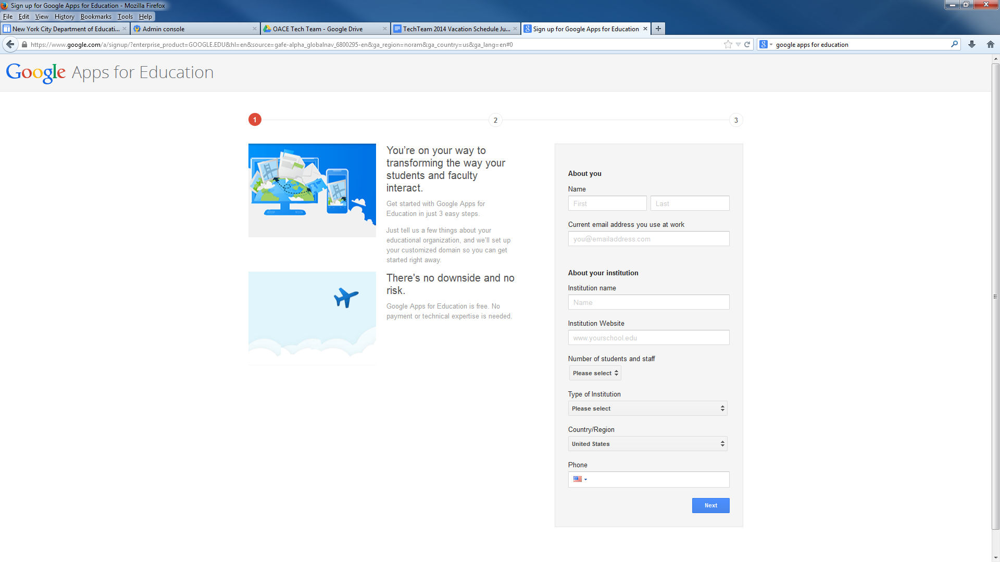 Sign up for Google Apps for Education - Mozilla Firefox
File Edit View History Bookmarks Tools Help
New York City Department of Educati...
Admin console
OACE Tech Team - Google Drive
TechTeam 2014 Vacation Schedule Ju...
Sign up for Google Apps for Education
https://www.google.com/a/signup/?enterprise_product=GOOGLE.EDU&hl=en&source=gafe-alpha_globalnav_6800295-en&ga_region=noram&ga_country=us&ga_lang=en#0
google apps for education
Google Apps for Education
1
2
3
You’re on your way to
transforming the way your
students and faculty
interact.
Get started with Google Apps for
Education in just 3 easy steps.
Just tell us a few things about your
educational organization, and we’ll set up
your customized domain so you can get
started right away.
There's no downside and no
risk.
Google Apps for Education is free. No
payment or technical expertise is needed.
About you
Name
First
Last
Current email address you use at work
you@emailaddress.com
About your institution
Institution name
Name
Institution Website
www.yourschool.edu
Number of students and staff
Please select
Type of Institution
Please select
Country/Region
United States
Phone
Next